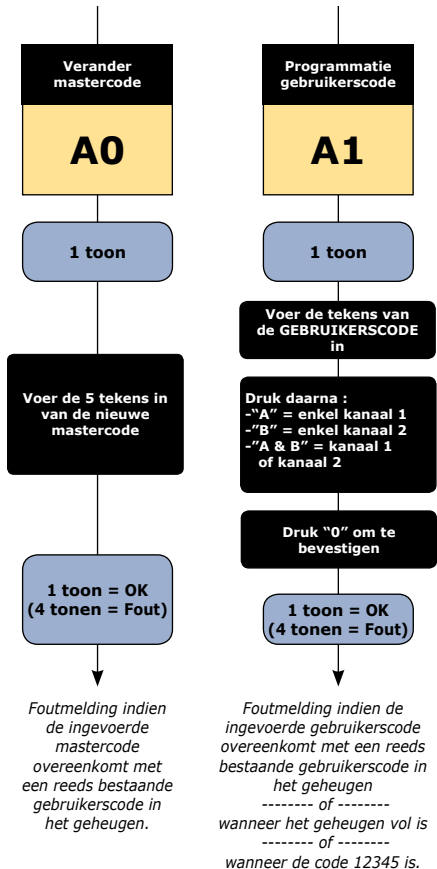 Verander
mastercode
A0
1 toon
Voer de 5 tekens in
van de nieuwe
mastercode
1 toon = OK
(4 tonen = Fout)
Foutmelding indien
de ingevoerde
mastercode
overeenkomt met
een reeds bestaande
gebruikerscode in
het geheugen.
Programmatie
gebruikerscode
A1
1 toon
Voer de tekens van
de GEBRUIKERSCODE
in
Druk daarna :
-“A” = enkel kanaal 1
-”B” = enkel kanaal 2
-”A & B” = kanaal 1
of kanaal 2
Druk “0” om te
bevestigen
1 toon = OK
(4 tonen = Fout)
Foutmelding indien de
ingevoerde gebruikerscode
overeenkomt met een reeds
bestaande gebruikerscode in
het geheugen
-------- of --------
wanneer het geheugen vol is
-------- of --------
wanneer de code 12345 is.